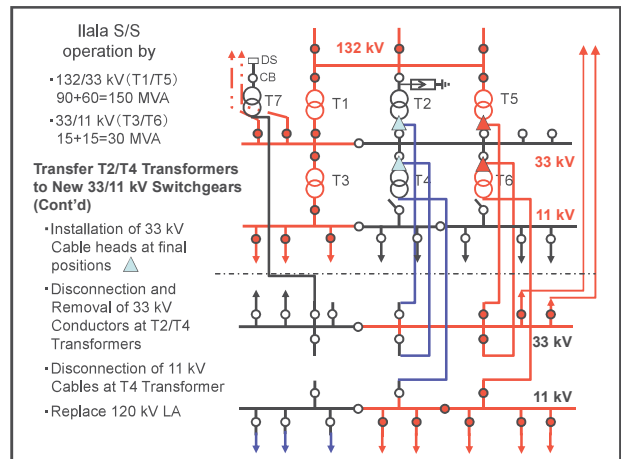 Ilala S/S
operation by
・132/33 kV(T1/T5)
90+60=150 MVA
・33/11 kV(T3/T6)
15+15=30 MVA
Transfer T2/T4 Transformers
to New 33/11 kV Switchgears
(Cont'd)
・Installation of 33 kV
Cable heads at final
positions
・Disconnection and
Removal of 33 kV
Conductors at T2/T4
Transformers
・Disconnection of 11 kV
Cables at T4 Transformer
・Replace 120 kV LA
132 kV
DS
CB
T7
T1
T2
T5
33 kV
T3
T4
T6
11 kV
33 kV
11 kV